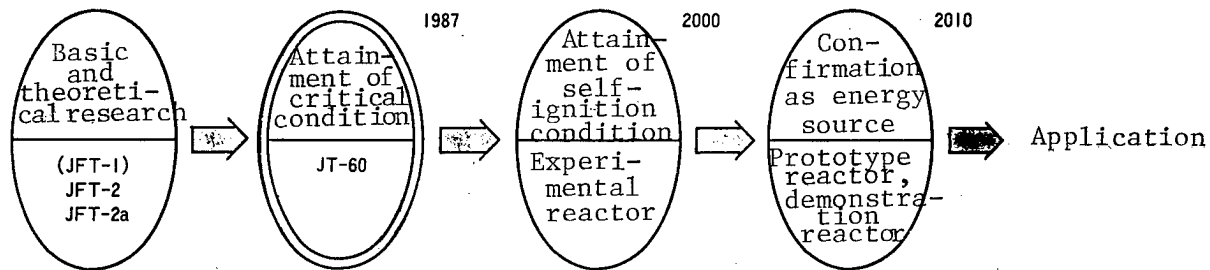 Basic
and
theoreti-
cal research
(JFT-1)
JFT-2
JFT-2a
1987
Attain-
ment of
critical
condition
JT-60
2000
Attain-
ment of
self-
ignition
condition
Experi-
mental
reactor
2010
Con-
firmation
as energy
source
Prototype
reactor,
demonstra-
tion
reactor
Application